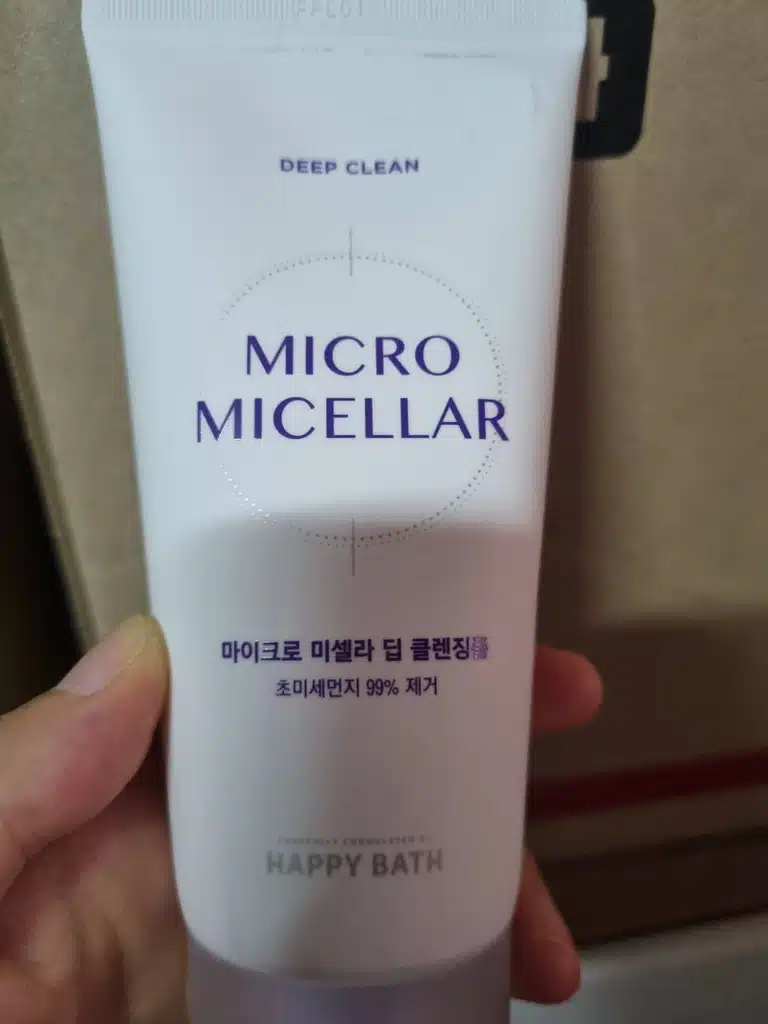 DEEP CLEAN
MICRO
MICELLAR
마이크로 미셀라 딥 클렌징폼
초미세먼지 99% 제거
HAPPY BATH